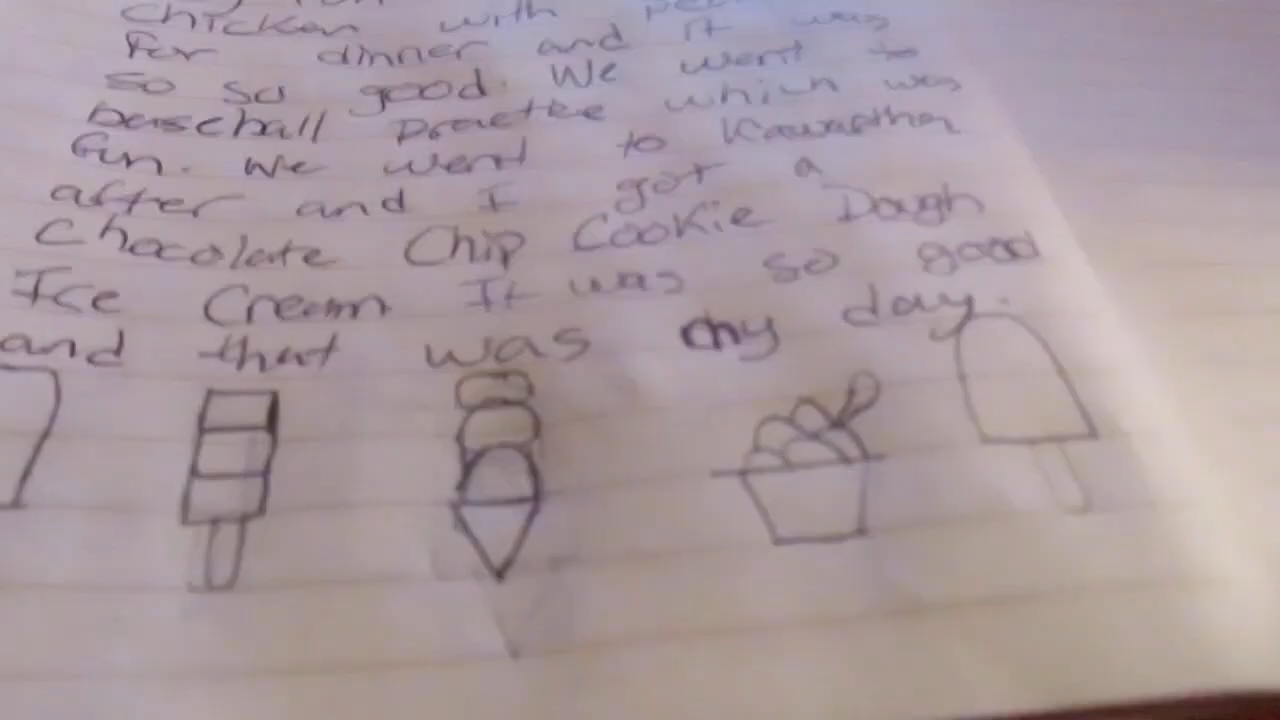 chicken with
for dinner and it was
so so good. We went to
baseball practice which was
fun. We went to Kawartha
after and I got a
Chocolate Chip Cookie Dough
Ice Cream It was so good
and that was my day.